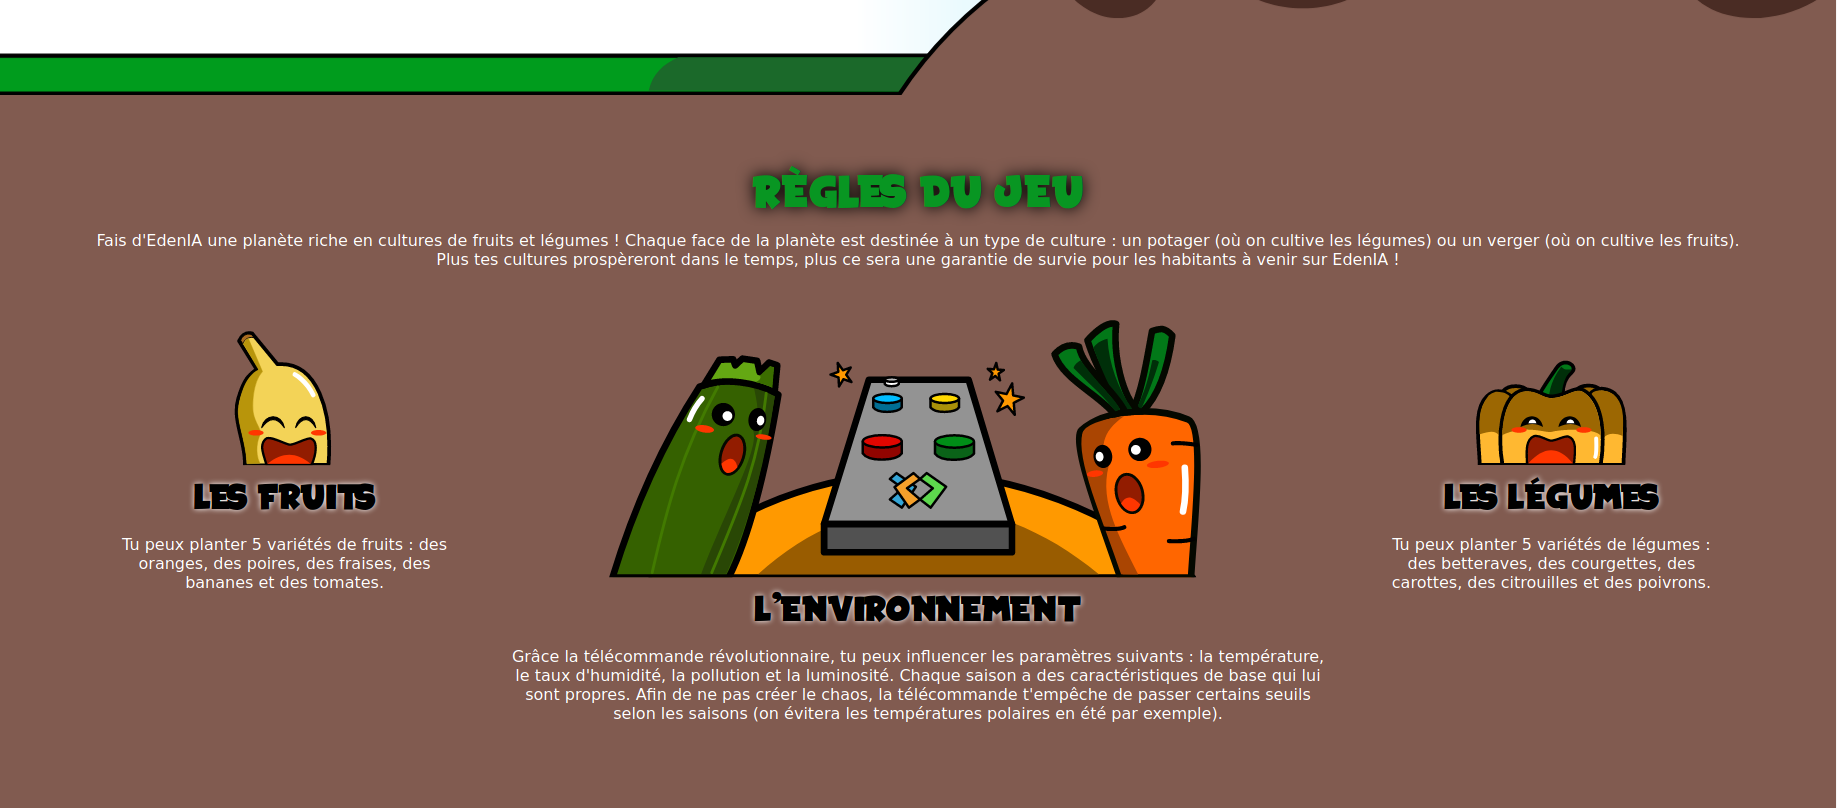 RÈGLES DU JEU
Fais d'EdenIA une planète riche en cultures de fruits et légumes ! Chaque face de la planète est destinée à un type de culture : un potager (où on cultive les légumes) ou un verger (où on cultive les fruits).
Plus tes cultures prospèreront dans le temps, plus ce sera une garantie de survie pour les habitants à venir sur EdenIA !
LES FRUITS
Tu peux planter 5 variétés de fruits : des
oranges, des poires, des fraises, des
bananes et des tomates.
L'ENVIRONNEMENT
Grâce la télécommande révolutionnaire, tu peux influencer les paramètres suivants : la température,
le taux d'humidité, la pollution et la luminosité. Chaque saison a des caractéristiques de base qui lui
sont propres. Afin de ne pas créer le chaos, la télécommande t'empêche de passer certains seuils
selon les saisons (on évitera les températures polaires en été par exemple).
LES LÉGUMES
Tu peux planter 5 variétés de légumes :
des betteraves, des courgettes, des
carottes, des citrouilles et des poivrons.